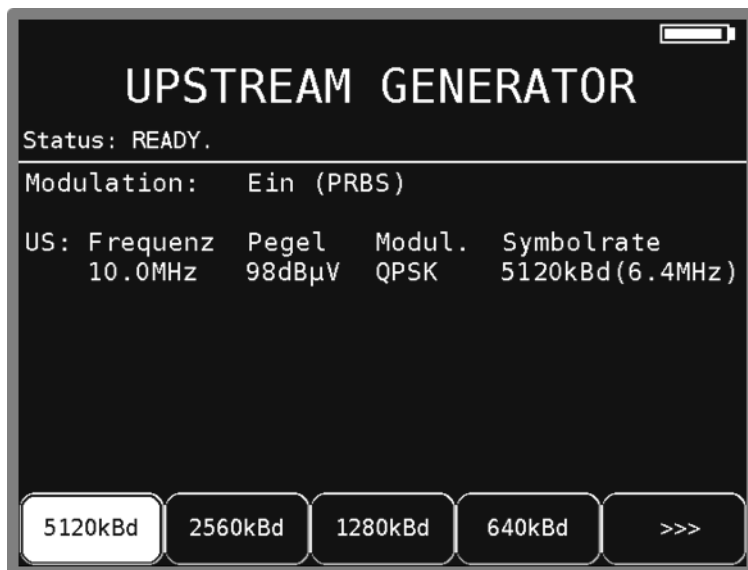 UPSTREAM GENERATOR
Status: READY.
Modulation: Ein (PRBS)
US: Frequenz Pegel Modul. Symbolrate
10.0MHz 98dBµV QPSK 5120kBd(6.4MHz)
5120kBd 2560kBd 1280kBd 640kBd >>>